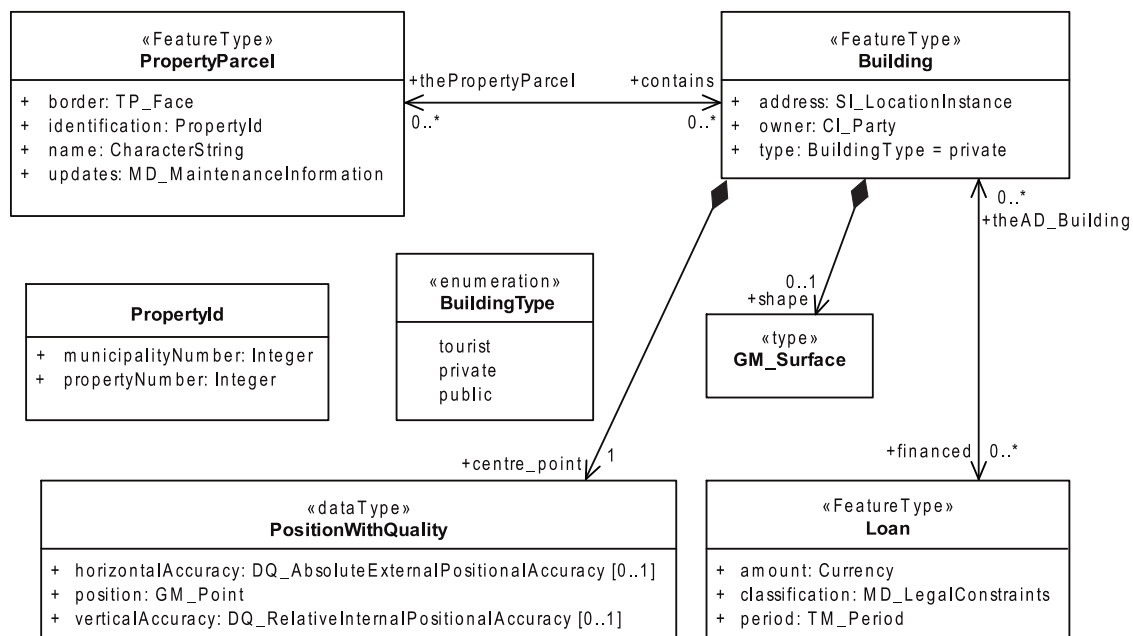 «FeatureType»
PropertyParcel
+ border: TP_Face
+ identification: PropertyId
+ name: CharacterString
+ updates: MD_MaintenanceInformation
+thePropertyParcel
0..*
+contains
0..*
«FeatureType»
Building
+ address: SI_LocationInstance
+ owner: CI_Party
+ type: BuildingType = private
0..*
+theAD_Building
PropertyId
+ municipalityNumber: Integer
+ propertyNumber: Integer
«enumeration»
BuildingType
tourist
private
public
0..1
+shape
«type»
GM_Surface
+centre_point
1
+financed
0..*
«dataType»
PositionWithQuality
+ horizontalAccuracy: DQ_AbsoluteExternalPositionalAccuracy [0..1]
+ position: GM_Point
+ verticalAccuracy: DQ_RelativeInternalPositionalAccuracy [0..1]
«FeatureType»
Loan
+ amount: Currency
+ classification: MD_LegalConstraints
+ period: TM_Period